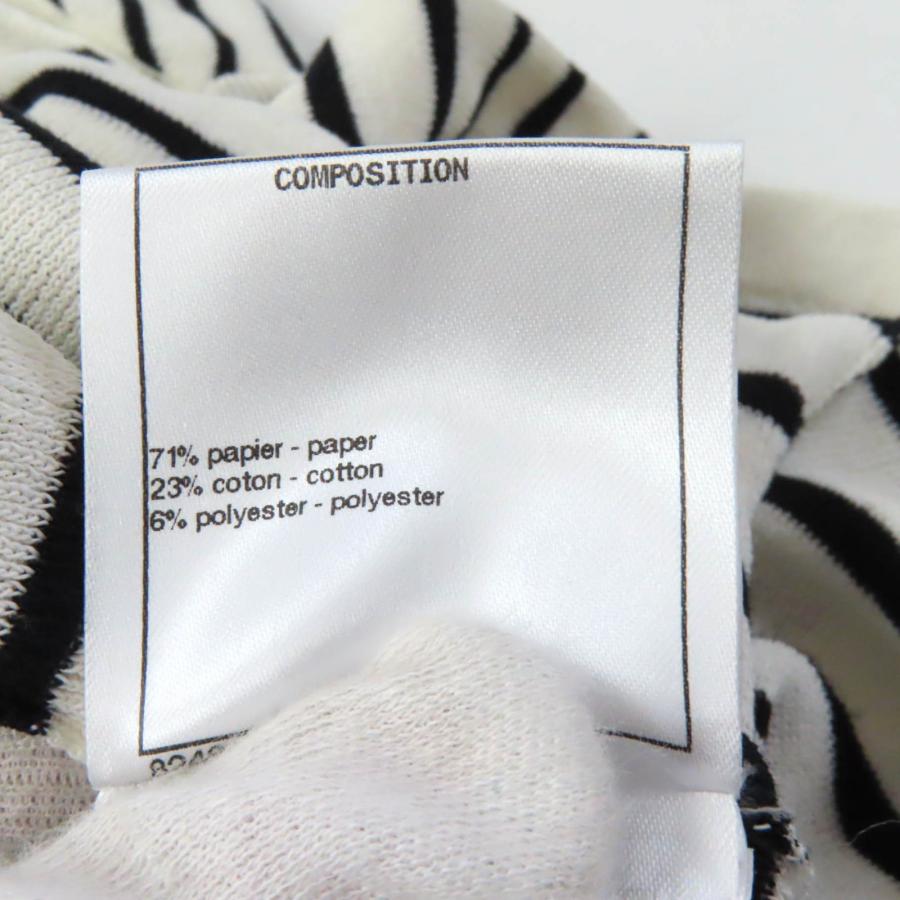 COMPOSITION
71% papier - paper
23% coton - cotton
6% polyester - polyester